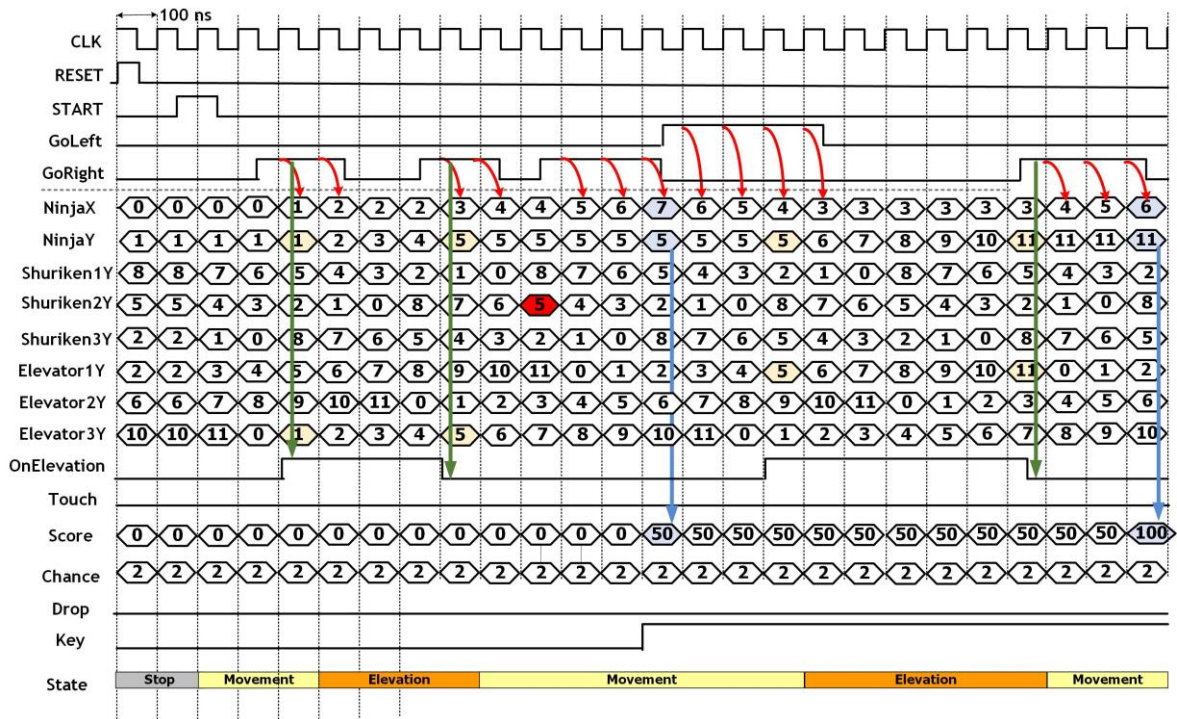 100 ns
CLK
RESET
START
GoLeft
GoRight
NinjaX 0 0 0 0 1 2 2 2 3 4 4 5 6 7 6 5 4 3 3 3 3 3 3 4 5 6
NinjaY 1 1 1 1 1 2 3 4 5 5 5 5 5 5 5 5 5 6 7 8 9 10 11 11 11 11
Shuriken1Y 8 8 7 6 5 4 3 2 1 0 8 7 6 5 4 3 2 1 0 8 7 6 5 4 3 2
Shuriken2Y 5 5 4 3 2 1 0 8 7 6 5 4 3 2 1 0 8 7 6 5 4 3 2 1 0 8
Shuriken3Y 2 2 1 0 8 7 6 5 4 3 2 1 0 8 7 6 5 4 3 2 1 0 8 7 6 5
Elevator1Y 2 2 3 4 5 6 7 8 9 10 11 0 1 2 3 4 5 6 7 8 9 10 11 0 1 2
Elevator2Y 6 6 7 8 9 10 11 0 1 2 3 4 5 6 7 8 9 10 11 0 1 2 3 4 5 6
Elevator3Y 10 10 11 0 1 2 3 4 5 6 7 8 9 10 11 0 1 2 3 4 5 6 7 8 9 10
OnElevation
Touch
Score 0 0 0 0 0 0 0 0 0 0 0 0 0 50 50 50 50 50 50 50 50 50 50 50 50 100
Chance 2 2 2 2 2 2 2 2 2 2 2 2 2 2 2 2 2 2 2 2 2 2 2 2 2 2
Drop
Key
State Stop Movement Elevation Movement Elevation Movement